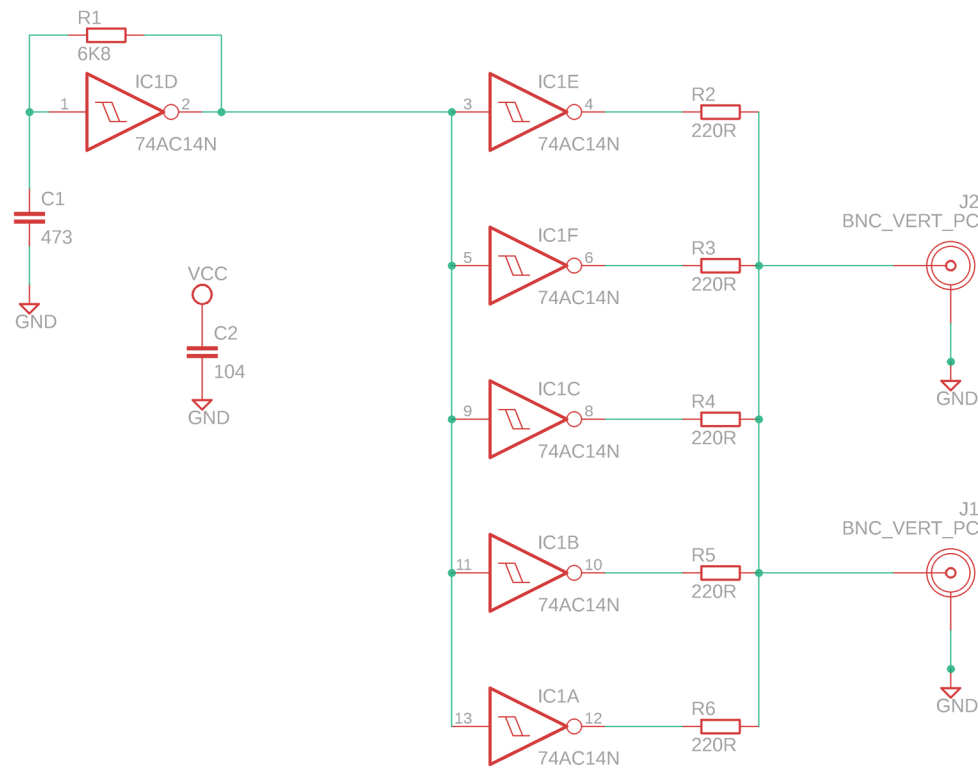 R1
6K8
IC1D
1
2
74AC14N
C1
473
GND
VCC
C2
104
GND
IC1E
3
4
74AC14N
R2
220R
IC1F
5
6
74AC14N
R3
220R
J2
BNC_VERT_PC
GND
IC1C
9
8
74AC14N
R4
220R
IC1B
11
10
74AC14N
R5
220R
J1
BNC_VERT_PC
GND
IC1A
13
12
74AC14N
R6
220R